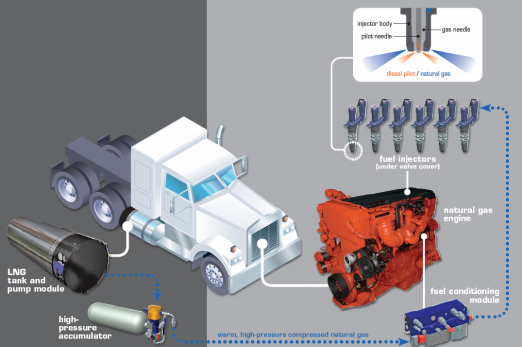 injector body
gas needle
pilot needle
diesel pilot / natural gas
fuel injectors
(under valve cover)
natural gas
engine
LNG
tank and
pump module
fuel conditioning
module
high-
pressure
accumulator
warm, high-pressure compressed natural gas